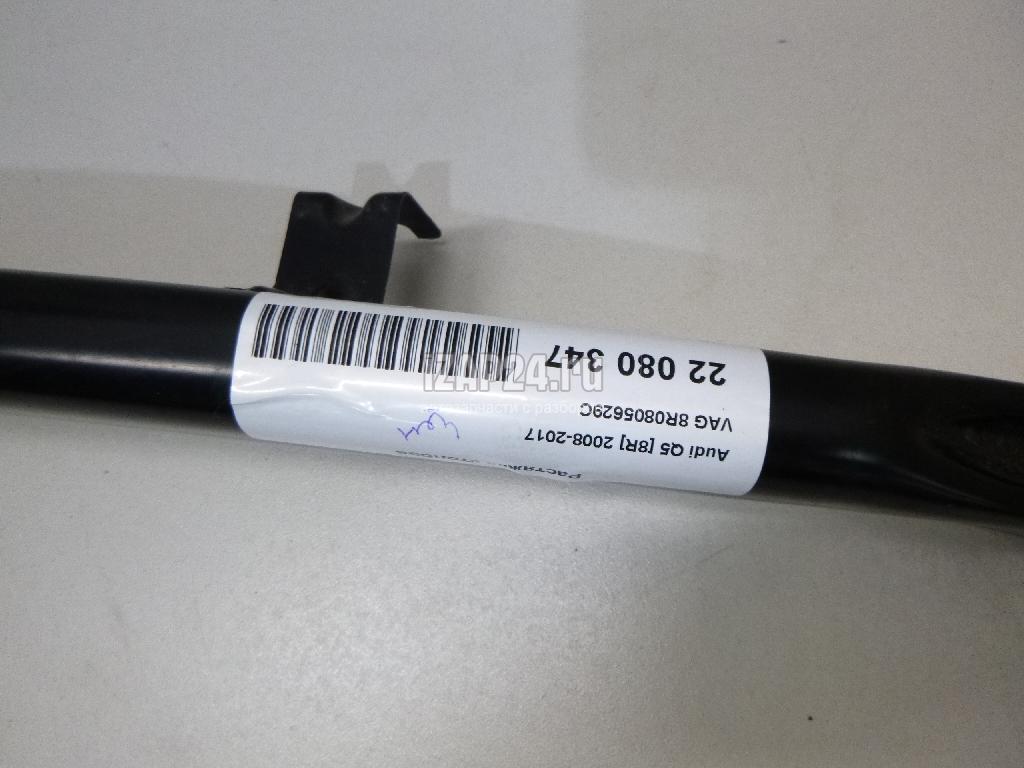 22 080 347
VAG 8R0805629C
Audi Q5 [8R] 2008-2017
iZAP24.ru